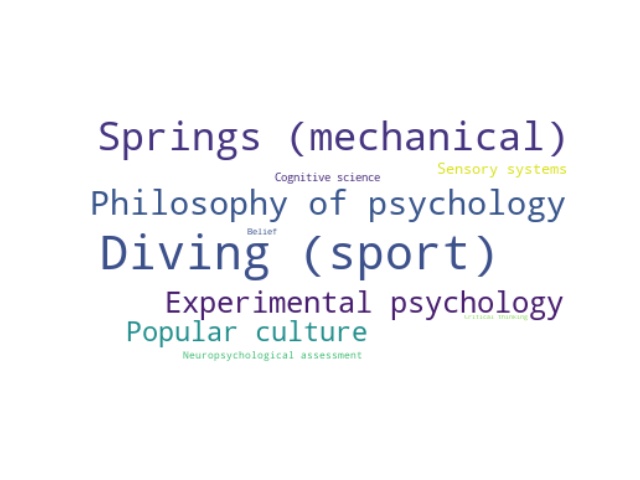 Springs (mechanical)
Sensory systems
Cognitive science
Philosophy of psychology
Belief
Diving (sport)
Experimental psychology
Critical thinking
Popular culture
Neuropsychological assessment